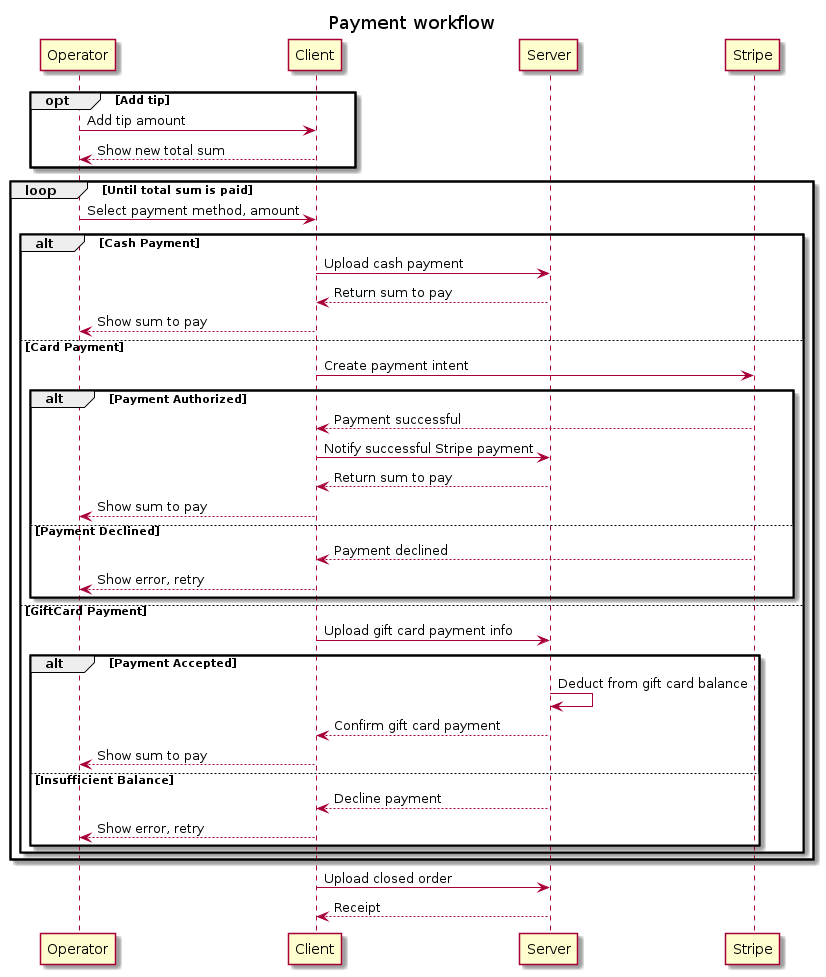 Payment workflow
Operator Client Server Stripe
opt [Add tip]
Add tip amount
Show new total sum
loop [Until total sum is paid]
Select payment method, amount
alt [Cash Payment]
Upload cash payment
Return sum to pay
Show sum to pay
[Card Payment]
Create payment intent
alt [Payment Authorized]
Payment successful
Notify successful Stripe payment
Return sum to pay
Show sum to pay
[Payment Declined]
Payment declined
Show error, retry
[GiftCard Payment]
Upload gift card payment info
alt [Payment Accepted]
Deduct from gift card balance
Confirm gift card payment
Show sum to pay
[Insufficient Balance]
Decline payment
Show error, retry
Upload closed order
Receipt
Operator Client Server Stripe